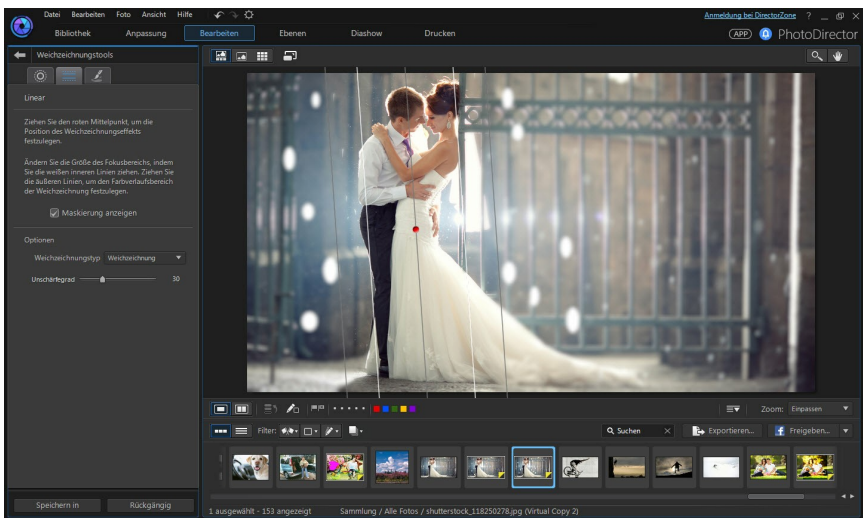 Datei Bearbeiten Foto Ansicht Hilfe
Anmeldung bei DirectorZone ?
Bibliothek Anpassung Bearbeiten Ebenen Diashow Drucken
APP PhotoDirector
Weichzeichnungstools
Linear
Ziehen Sie den roten Mittelpunkt, um die
Position des Weichzeichnungseffekts
festzulegen.
Ändern Sie die Größe des Fokusbereichs, indem
Sie die weißen inneren Linien ziehen. Ziehen Sie
die äußeren Linien, um den Farbverlaufsbereich
der Weichzeichnung festzulegen.
Maskierung anzeigen
Optionen
Weichzeichnungstyp Weichzeichnung
Unschärfegrad 30
Zoom: Einpassen
Filter:
Suchen
Exportieren...
Freigeben...
Speichern in Rückgängig
1 ausgewählt - 153 angezeigt Sammlung / Alle Fotos / shutterstock_118250278.jpg (Virtual Copy 2)